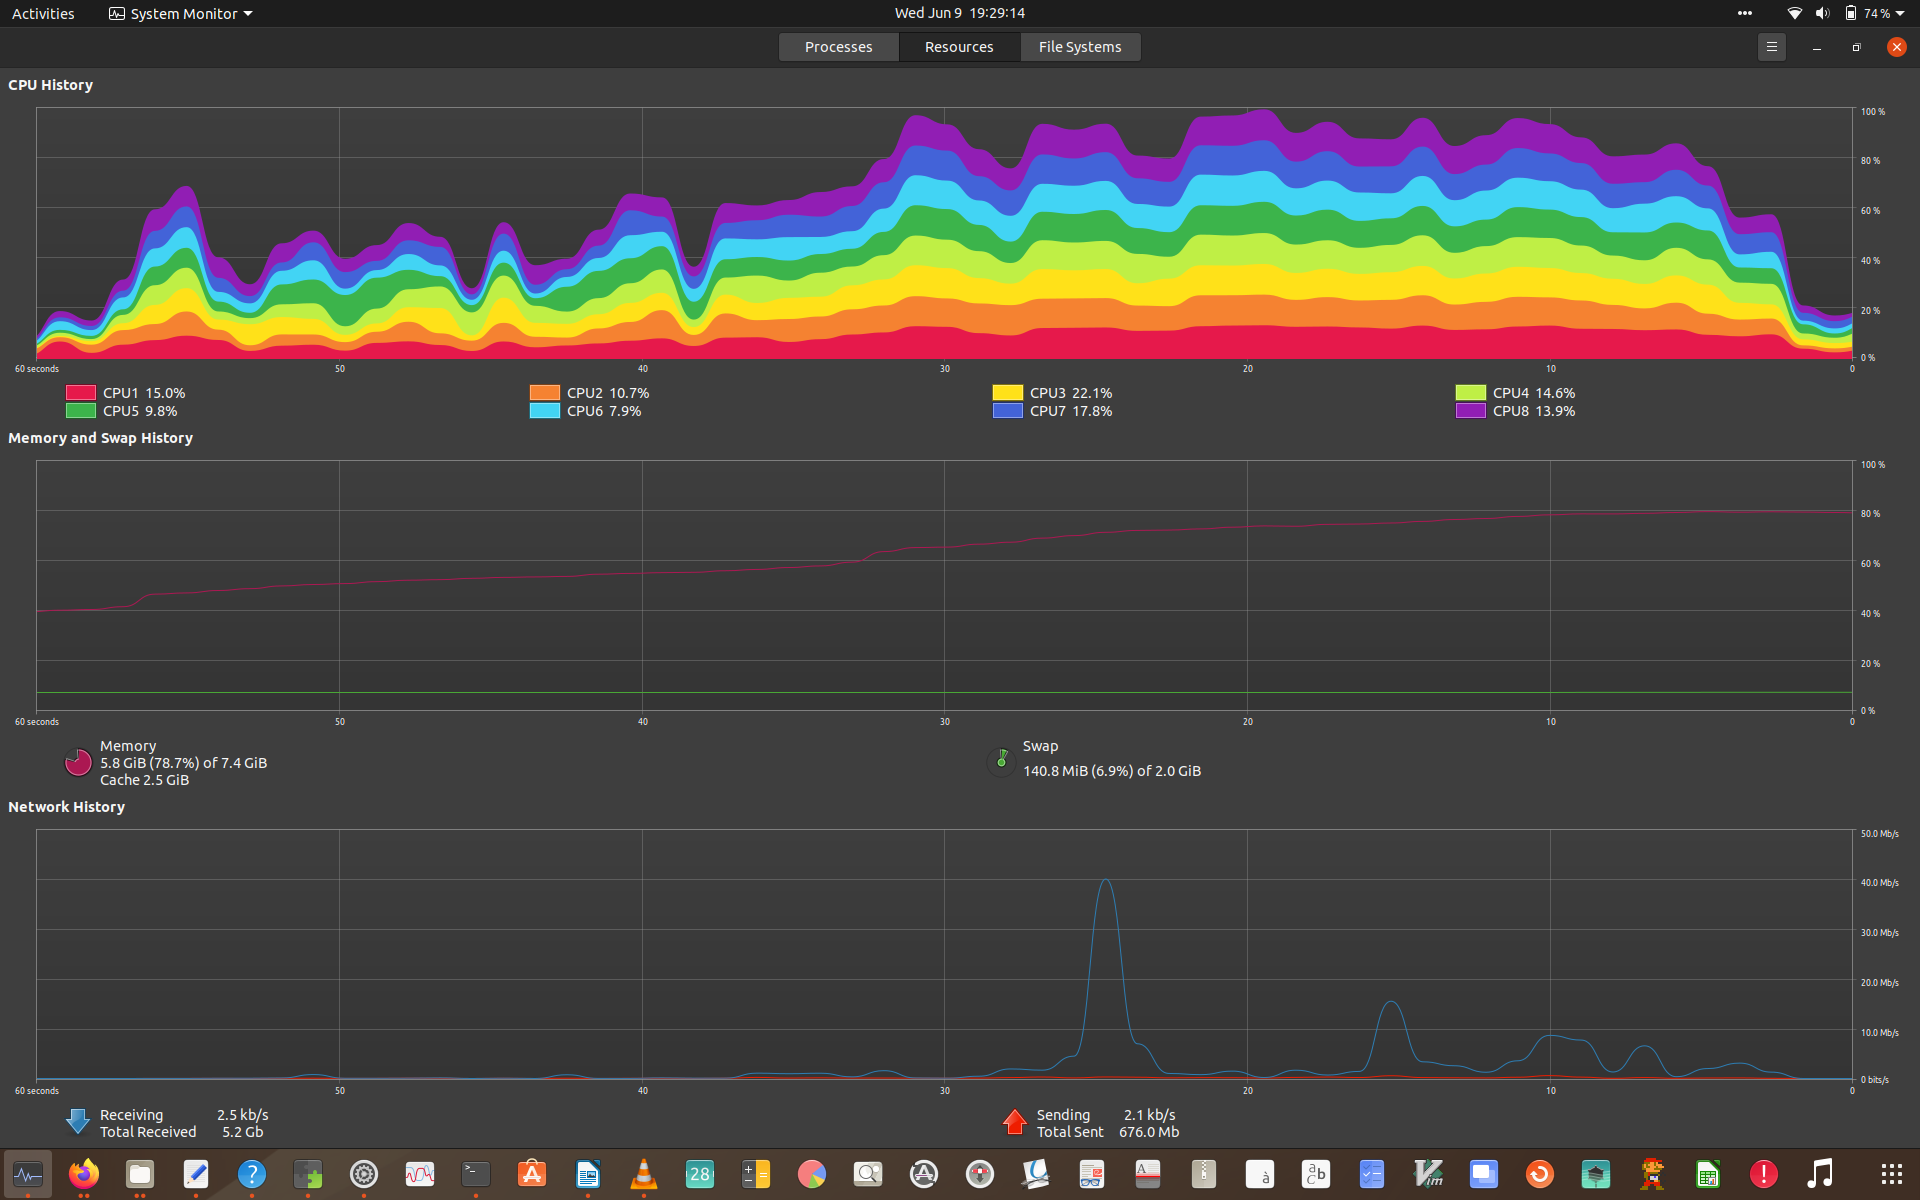 Activities System Monitor Wed Jun 9 19:29:14 74 %
Processes Resources File Systems
CPU History
100 %
80 %
60 %
40 %
20 %
0 %
60 seconds 50 40 30 20 10 0
CPU1 15.0% CPU2 10.7% CPU3 22.1% CPU4 14.6%
CPU5 9.8% CPU6 7.9% CPU7 17.8% CPU8 13.9%
Memory and Swap History
100 %
80 %
60 %
40 %
20 %
0 %
60 seconds 50 40 30 20 10 0
Memory
5.8 GiB (78.7%) of 7.4 GiB
Cache 2.5 GiB
Swap
140.8 MiB (6.9%) of 2.0 GiB
Network History
50.0 Mb/s
40.0 Mb/s
30.0 Mb/s
20.0 Mb/s
10.0 Mb/s
0 bits/s
60 seconds 50 40 30 20 10 0
Receiving 2.5 kb/s
Total Received 5.2 Gb
Sending 2.1 kb/s
Total Sent 676.0 Mb
28